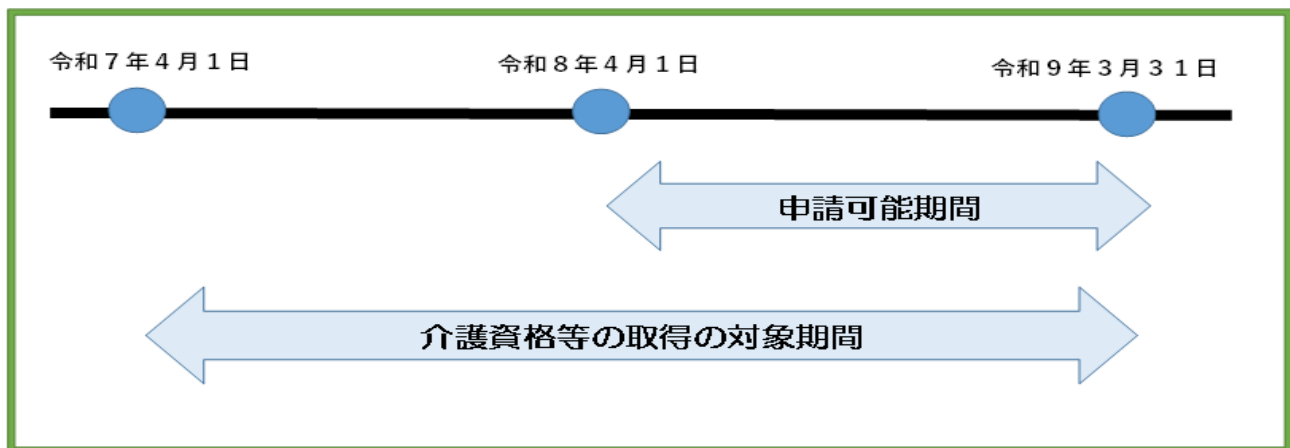 令和７年４月１日
令和８年４月１日
令和９年３月３１日
申請可能期間
介護資格等の取得の対象期間